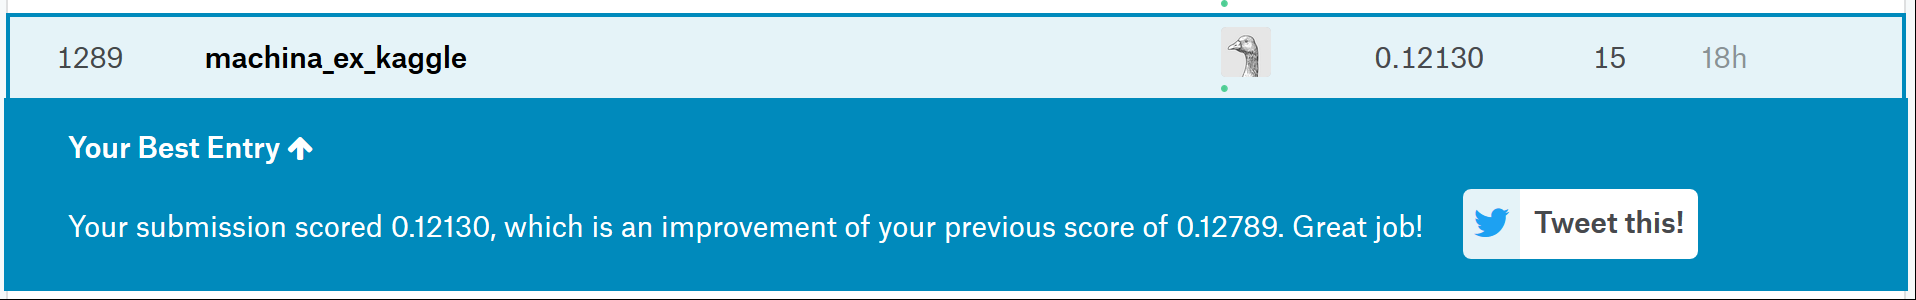 1289 machina_ex_kaggle 0.12130 15 18h
Your Best Entry
Your submission scored 0.12130, which is an improvement of your previous score of 0.12789. Great job! Tweet this!